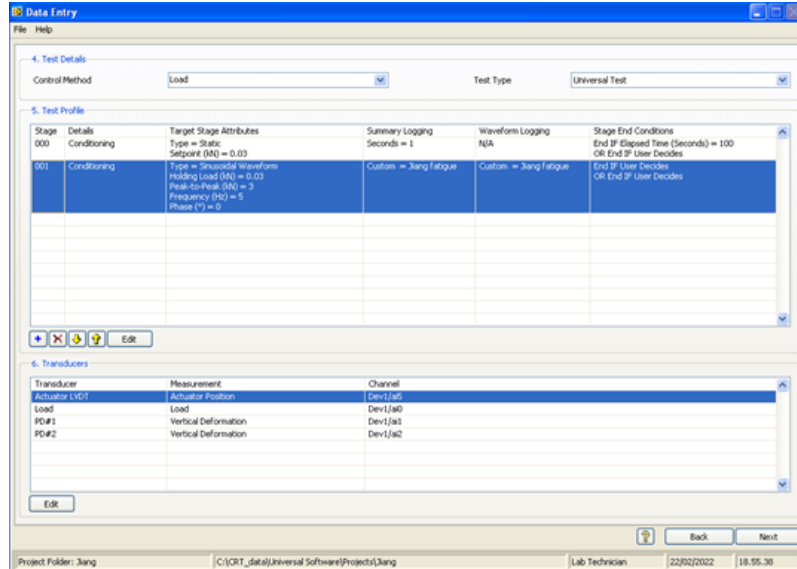 Data Entry
File Help
4. Test Details
Control Method Load Test Type Universal Test
5. Test Profile
Stage Details Target Stage Attributes Summary Logging Waveform Logging Stage End Conditions
000 Conditioning Type = Static Seconds = 1 N/A End IF Elapsed Time (Seconds) = 100
Setpoint (kN) = 0.03 OR End IF User Decides
001 Conditioning Type = Sinusoidal Waveform Custom = Jiang fatigue Custom = Jiang fatigue End IF User Decides
Holding Load (kN) = 0.03 OR End IF User Decides
Peak-to-Peak (kN) = 3
Frequency (Hz) = 5
Phase (°) = 0
Edit
6. Transducers
Transducer Measurement Channel
Actuator LVDT Actuator Position Dev1/ai5
Load Load Dev1/ai0
PD#1 Vertical Deformation Dev1/ai1
PD#2 Vertical Deformation Dev1/ai2
Edit
Back Next
Project Folder: Jiang C:\CRT_data\Universal Software\Projects\Jiang Lab Technician 22/02/2022 18.55.38